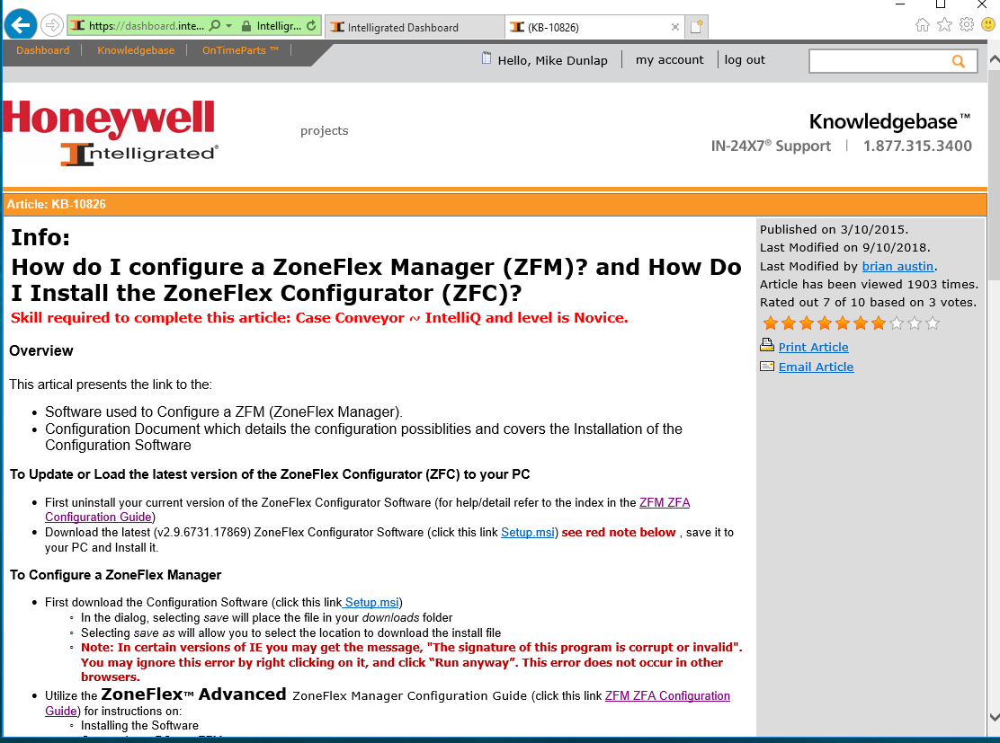 https://dashboard.inte...
Intelligr...
Intelligrated Dashboard
(KB-10826)
Dashboard
Knowledgebase
OnTimeParts ™
Hello, Mike Dunlap
my account
log out
Honeywell
Intelligrated®
projects
Knowledgebase™
IN-24X7® Support | 1.877.315.3400
Article: KB-10826
Info:
How do I configure a ZoneFlex Manager (ZFM)? and How Do
I Install the ZoneFlex Configurator (ZFC)?
Skill required to complete this article: Case Conveyor ~ IntelliQ and level is Novice.
Overview
This artical presents the link to the:
• Software used to Configure a ZFM (ZoneFlex Manager).
• Configuration Document which details the configuration possiblities and covers the Installation of the
Configuration Software
To Update or Load the latest version of the ZoneFlex Configurator (ZFC) to your PC
• First uninstall your current version of the ZoneFlex Configurator Software (for help/detail refer to the index in the ZFM ZFA
Configuration Guide)
• Download the latest (v2.9.6731.17869) ZoneFlex Configurator Software (click this link Setup.msi) see red note below , save it to
your PC and Install it.
To Configure a ZoneFlex Manager
• First download the Configuration Software (click this link Setup.msi)
◦ In the dialog, selecting save will place the file in your downloads folder
◦ Selecting save as will allow you to select the location to download the install file
◦ Note: In certain versions of IE you may get the message, "The signature of this program is corrupt or invalid".
You may ignore this error by right clicking on it, and click “Run anyway”. This error does not occur in other
browsers.
• Utilize the ZoneFlex™ Advanced ZoneFlex Manager Configuration Guide (click this link ZFM ZFA Configuration
Guide) for instructions on:
◦ Installing the Software
Published on 3/10/2015.
Last Modified on 9/10/2018.
Last Modified by brian austin.
Article has been viewed 1903 times.
Rated out 7 of 10 based on 3 votes.
Print Article
Email Article